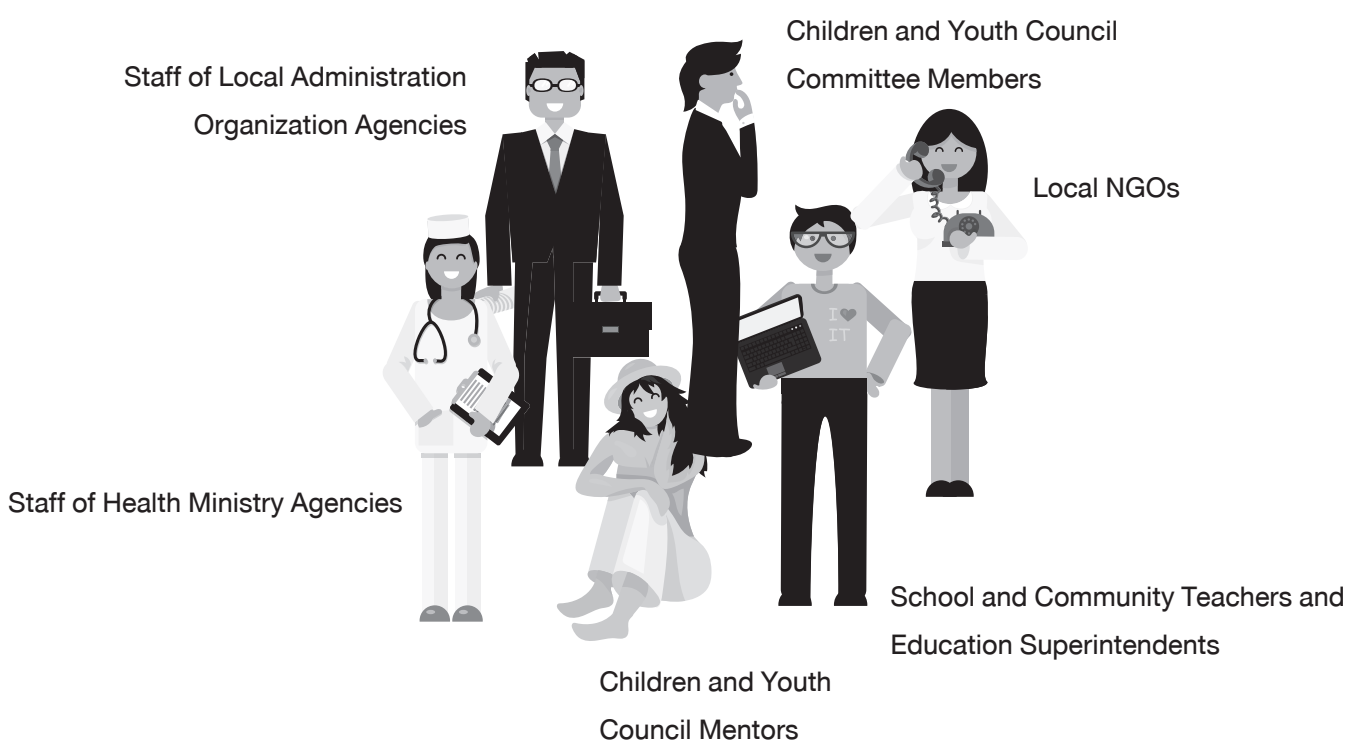 Children and Youth Council
Committee Members
Staff of Local Administration
Organization Agencies
Local NGOs
I ♥
IT
Staff of Health Ministry Agencies
School and Community Teachers and
Education Superintendents
Children and Youth
Council Mentors